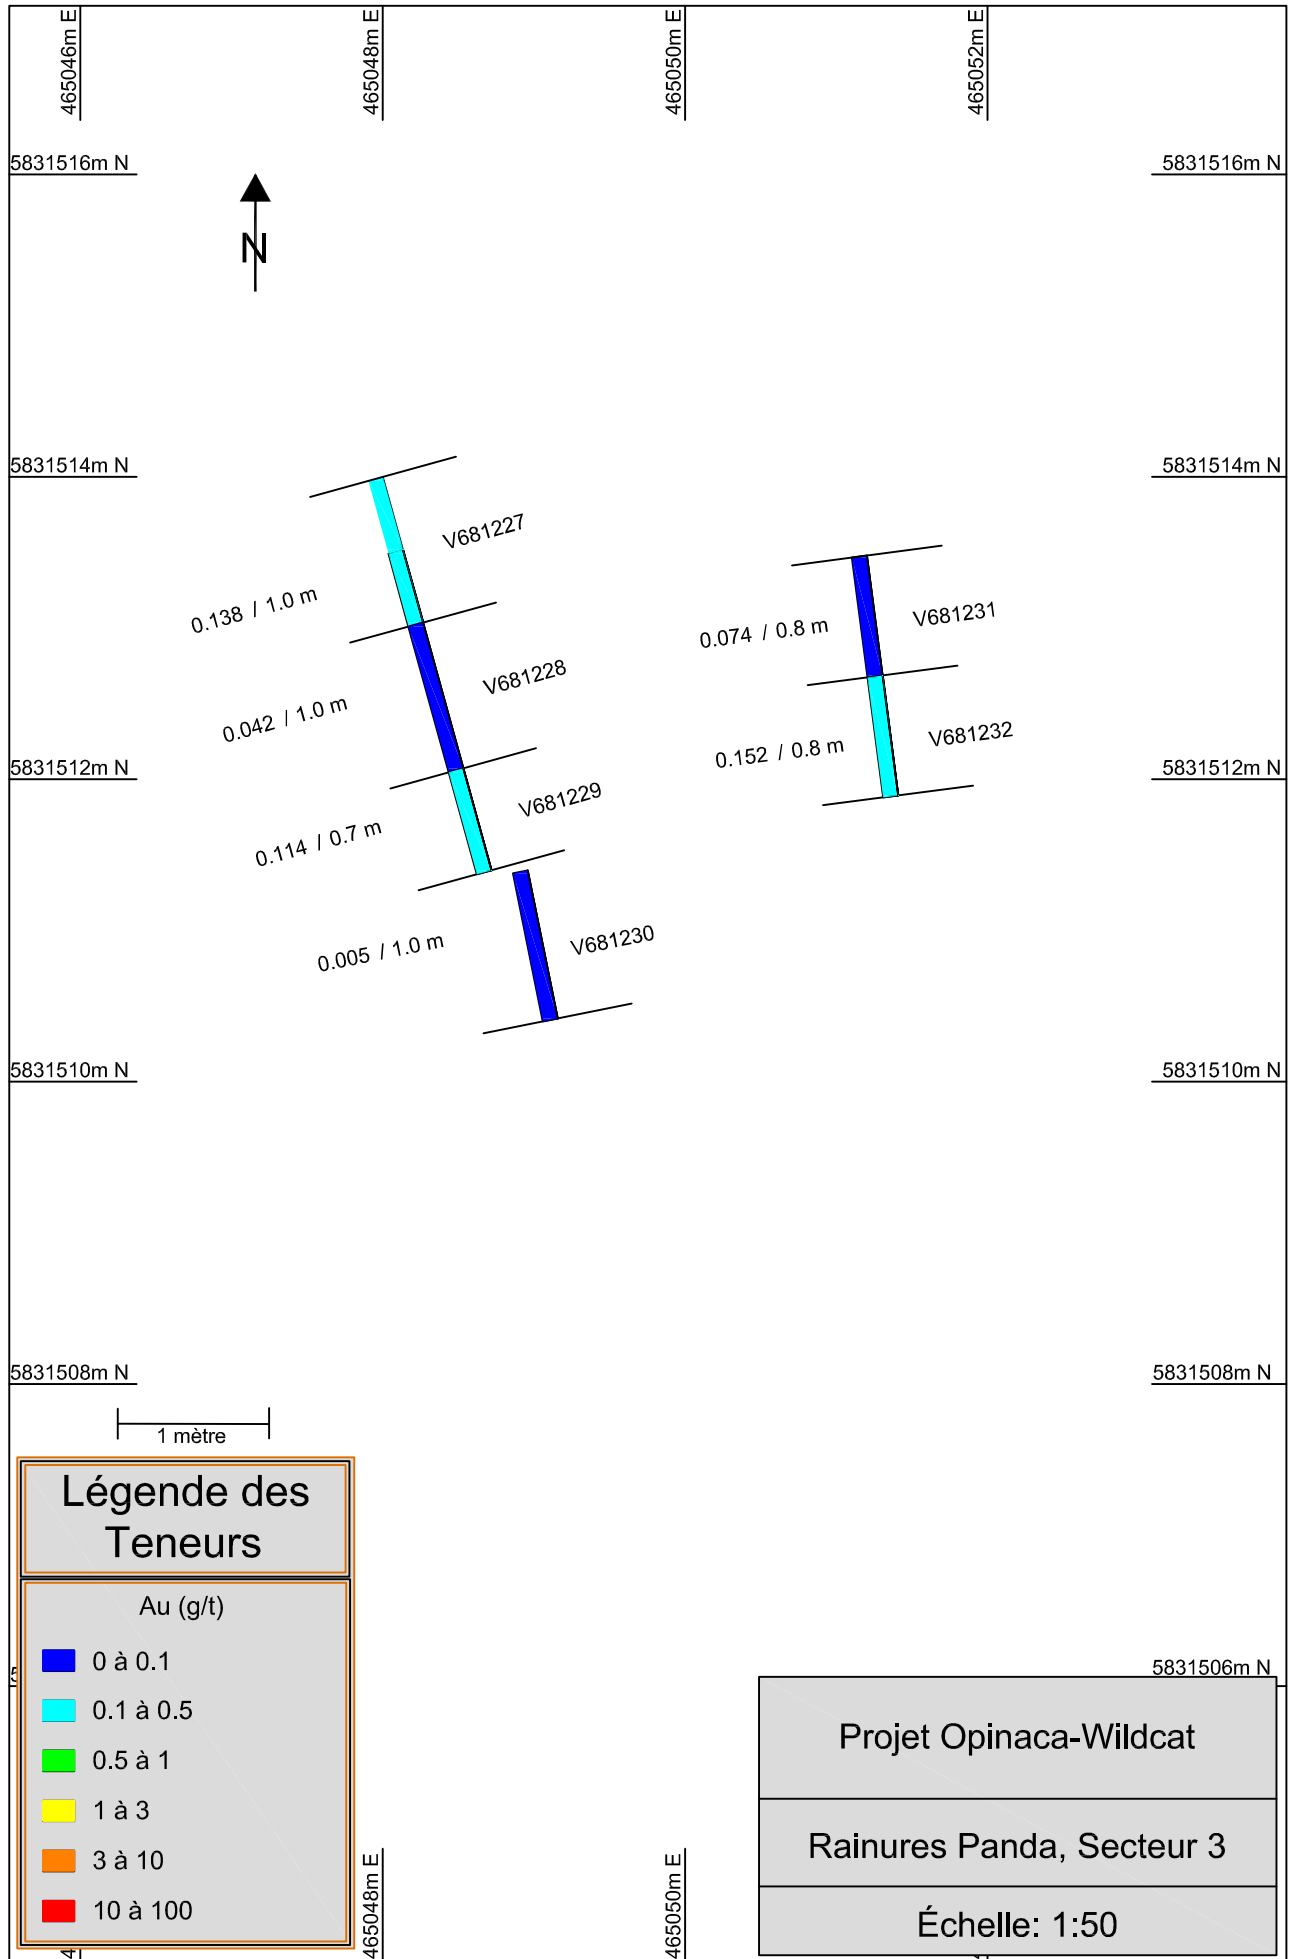 465046m E
465048m E
465050m E
465052m E
5831516m N
5831516m N
N
5831514m N
5831514m N
V681227
0.138 / 1.0 m
V681231
0.074 / 0.8 m
V681228
0.042 / 1.0 m
V681232
0.152 / 0.8 m
5831512m N
5831512m N
V681229
0.114 / 0.7 m
V681230
0.005 / 1.0 m
5831510m N
5831510m N
5831508m N
5831508m N
1 mètre
Légende des
Teneurs
Au (g/t)
0 à 0.1
0.1 à 0.5
0.5 à 1
1 à 3
3 à 10
10 à 100
5831506m N
Projet Opinaca-Wildcat
Rainures Panda, Secteur 3
Échelle: 1:50
465048m E
465050m E